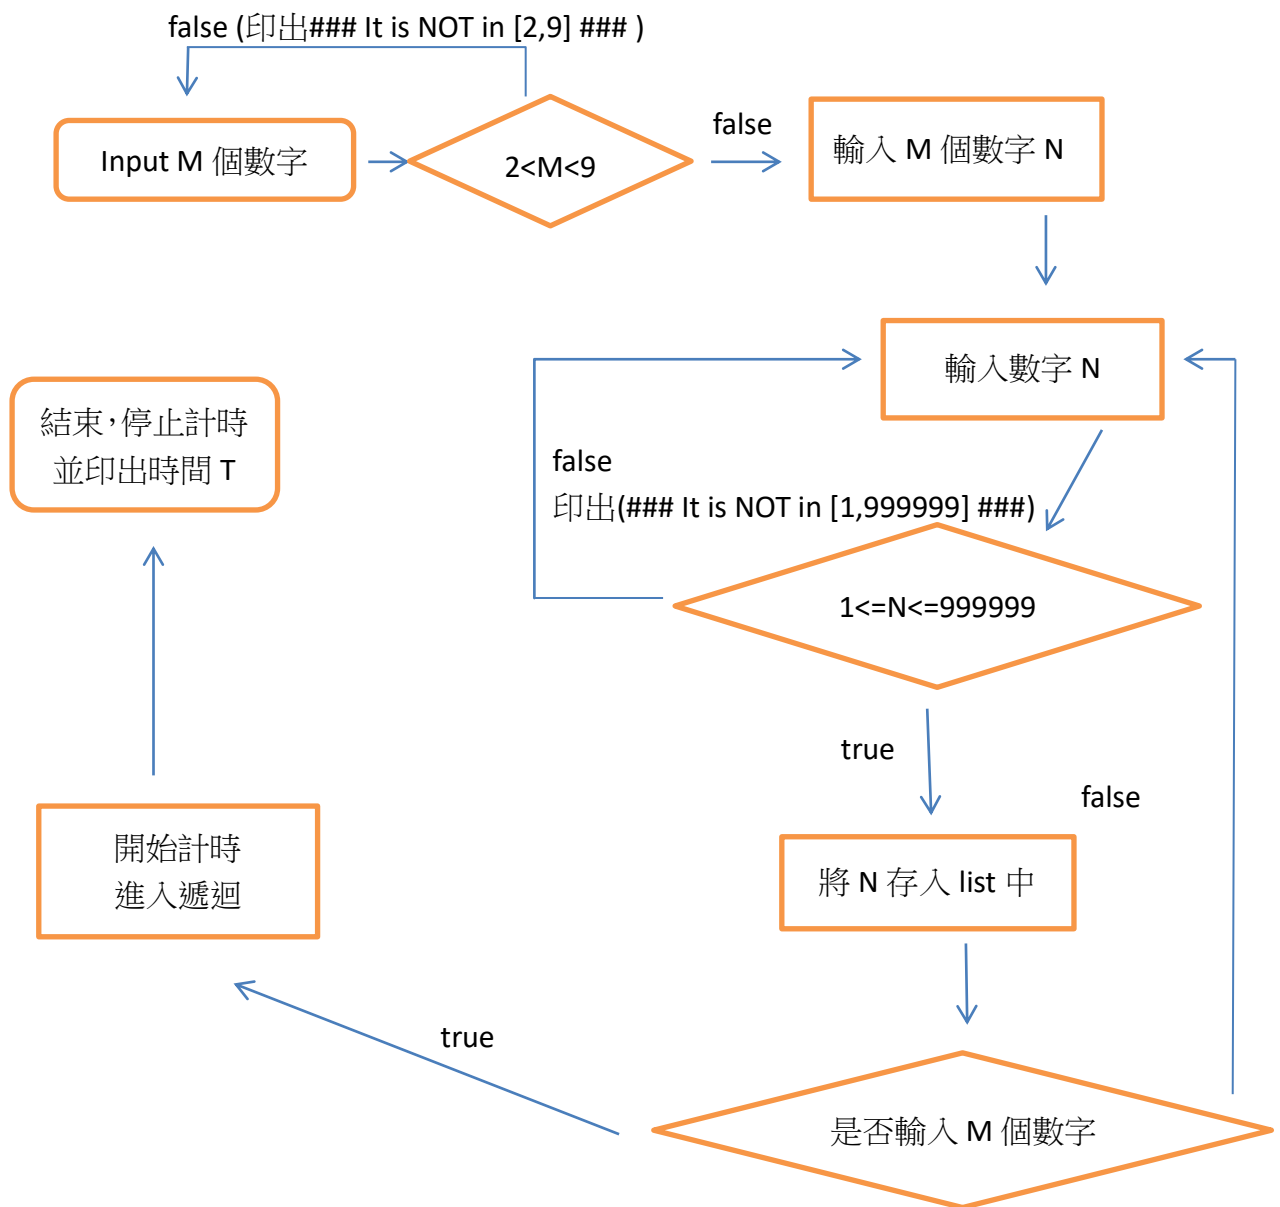 false (印出### It is NOT in [2,9] ### )
Input M 個數字
2<M<9
false
輸入 M 個數字 N
輸入數字 N
結束，停止計時
並印出時間 T
false
印出(### It is NOT in [1,999999] ###)
1<=N<=999999
true
false
開始計時
進入遞迴
將 N 存入 list 中
true
是否輸入 M 個數字